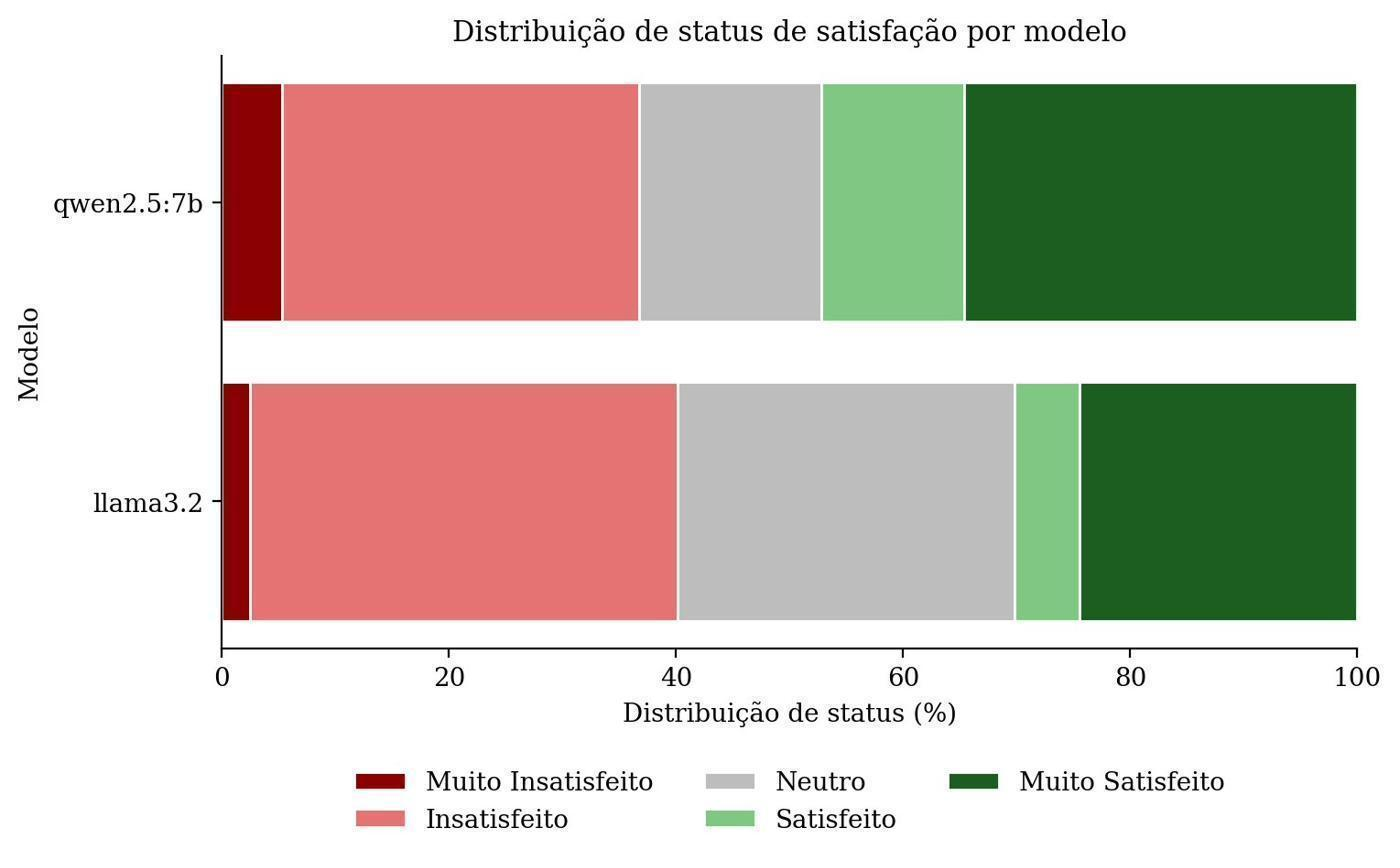 Distribuição de status de satisfação por modelo
Modelo
qwen2.5:7b
llama3.2
0 20 40 60 80 100
Distribuição de status (%)
Muito Insatisfeito Neutro Muito Satisfeito
Insatisfeito Satisfeito